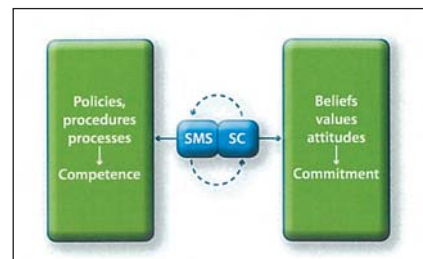 Policies,
procedures
processes
Competence
SMS
SC
Beliefs
values
attitudes
Commitment